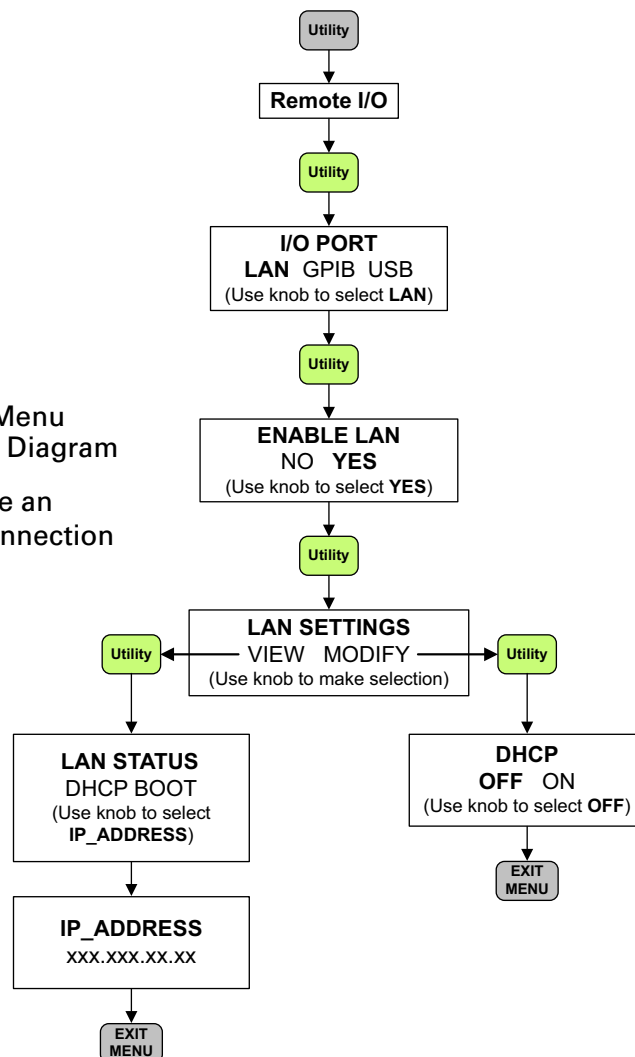 Utility
Remote I/O
Utility
I/O PORT
LAN GPIB USB
(Use knob to select LAN)
Utility
Menu
Diagram
e an
nnection
ENABLE LAN
NO YES
(Use knob to select YES)
Utility
LAN SETTINGS
VIEW MODIFY
(Use knob to make selection)
Utility
Utility
LAN STATUS
DHCP BOOT
(Use knob to select
IP_ADDRESS)
DHCP
OFF ON
(Use knob to select OFF)
EXIT
MENU
IP_ADDRESS
xxx.xxx.xx.xx
EXIT
MENU